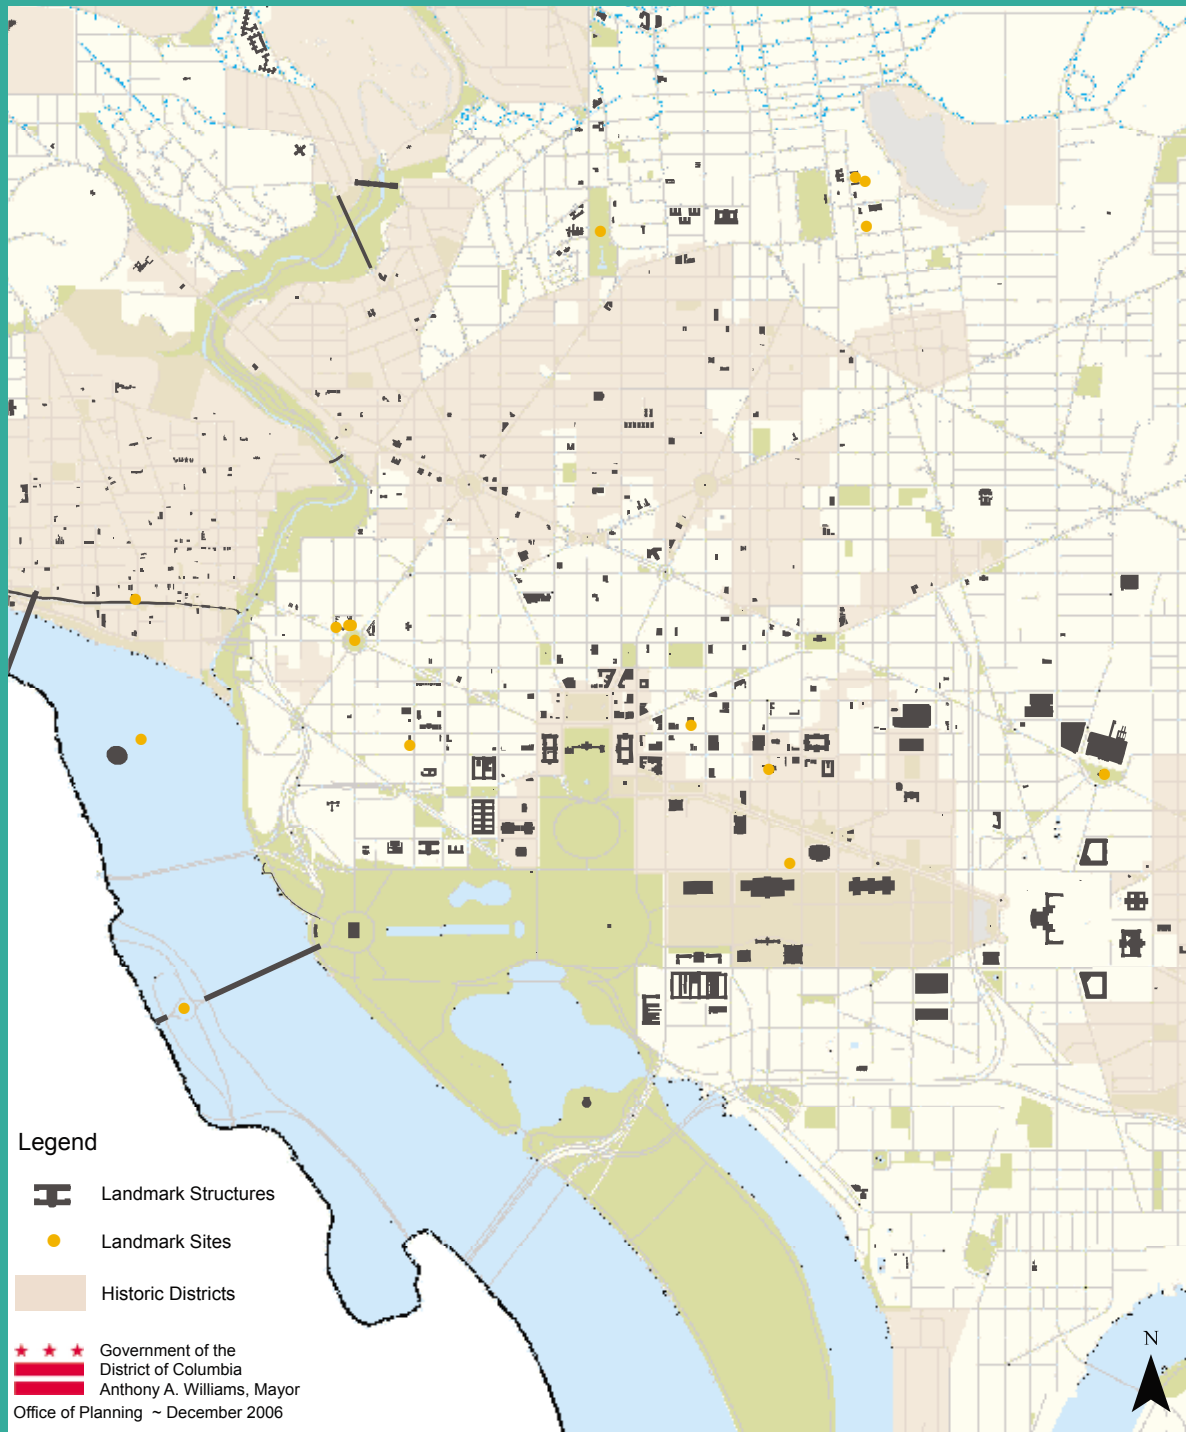 Legend
Landmark Structures
Landmark Sites
Historic Districts
Government of the
District of Columbia
Anthony A. Williams, Mayor
Office of Planning ~ December 2006
N